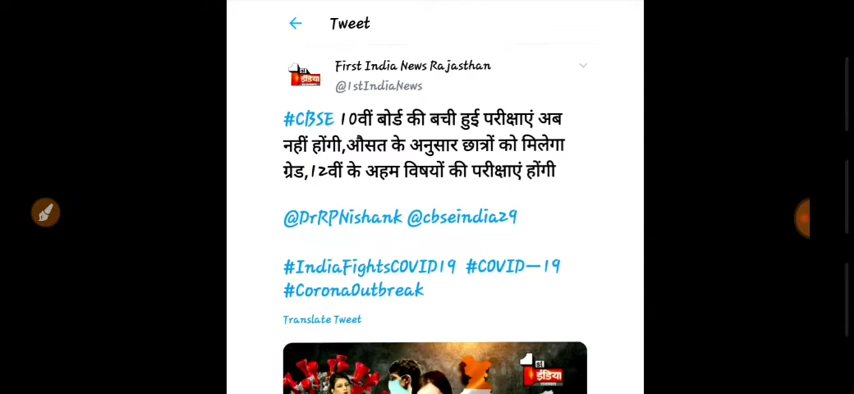 Tweet
First India News Rajasthan
@1stIndiaNews
#CBSE 10वीं बोर्ड की बची हुई परीक्षाएं अब
नहीं होंगी,औसत के अनुसार छात्रों को मिलेगा
ग्रेड,12वीं के अहम विषयों की परीक्षाएं होंगी
@DrRPNishank @cbseindia29
#IndiaFightsCOVID19 #COVID—19
#CoronaOutbreak
Translate Tweet
1st
इंडिया